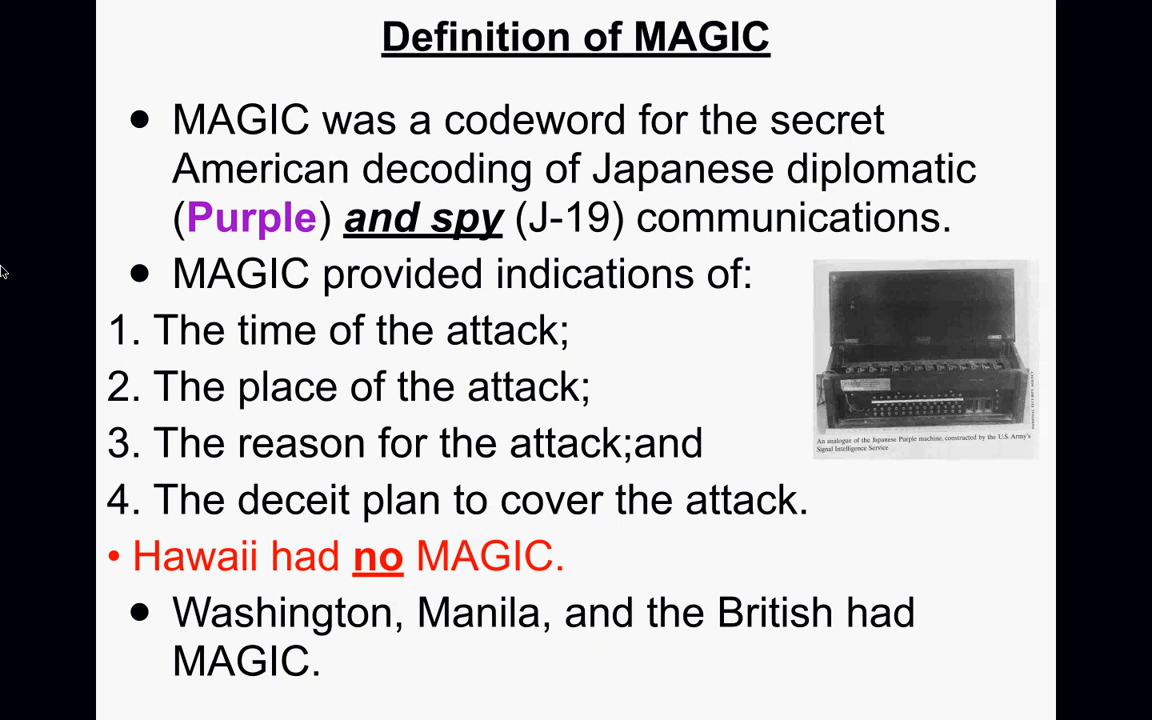 Definition of MAGIC
• MAGIC was a codeword for the secret
American decoding of Japanese diplomatic
(Purple) and spy (J-19) communications.
• MAGIC provided indications of:
1. The time of the attack;
2. The place of the attack;
3. The reason for the attack;and
4. The deceit plan to cover the attack.
An analogue of the Japanese Purple machine, constructed by the U.S. Army's
Signal Intelligence Service
• Hawaii had no MAGIC.
• Washington, Manila, and the British had
MAGIC.